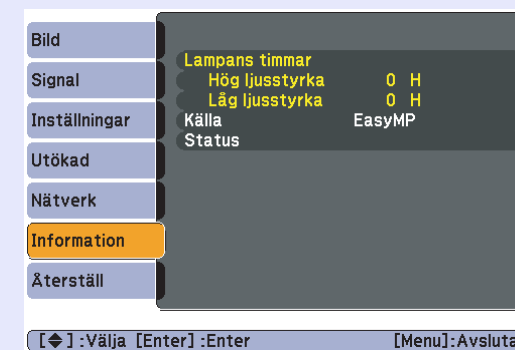 Bild
Signal
Inställningar
Utökad
Nätverk
Information
Återställ
Lampans timmar
Hög ljusstyrka 0 H
Låg ljusstyrka 0 H
Källa EasyMP
Status
[◆] :Välja [Enter] :Enter [Menu]:Avsluta